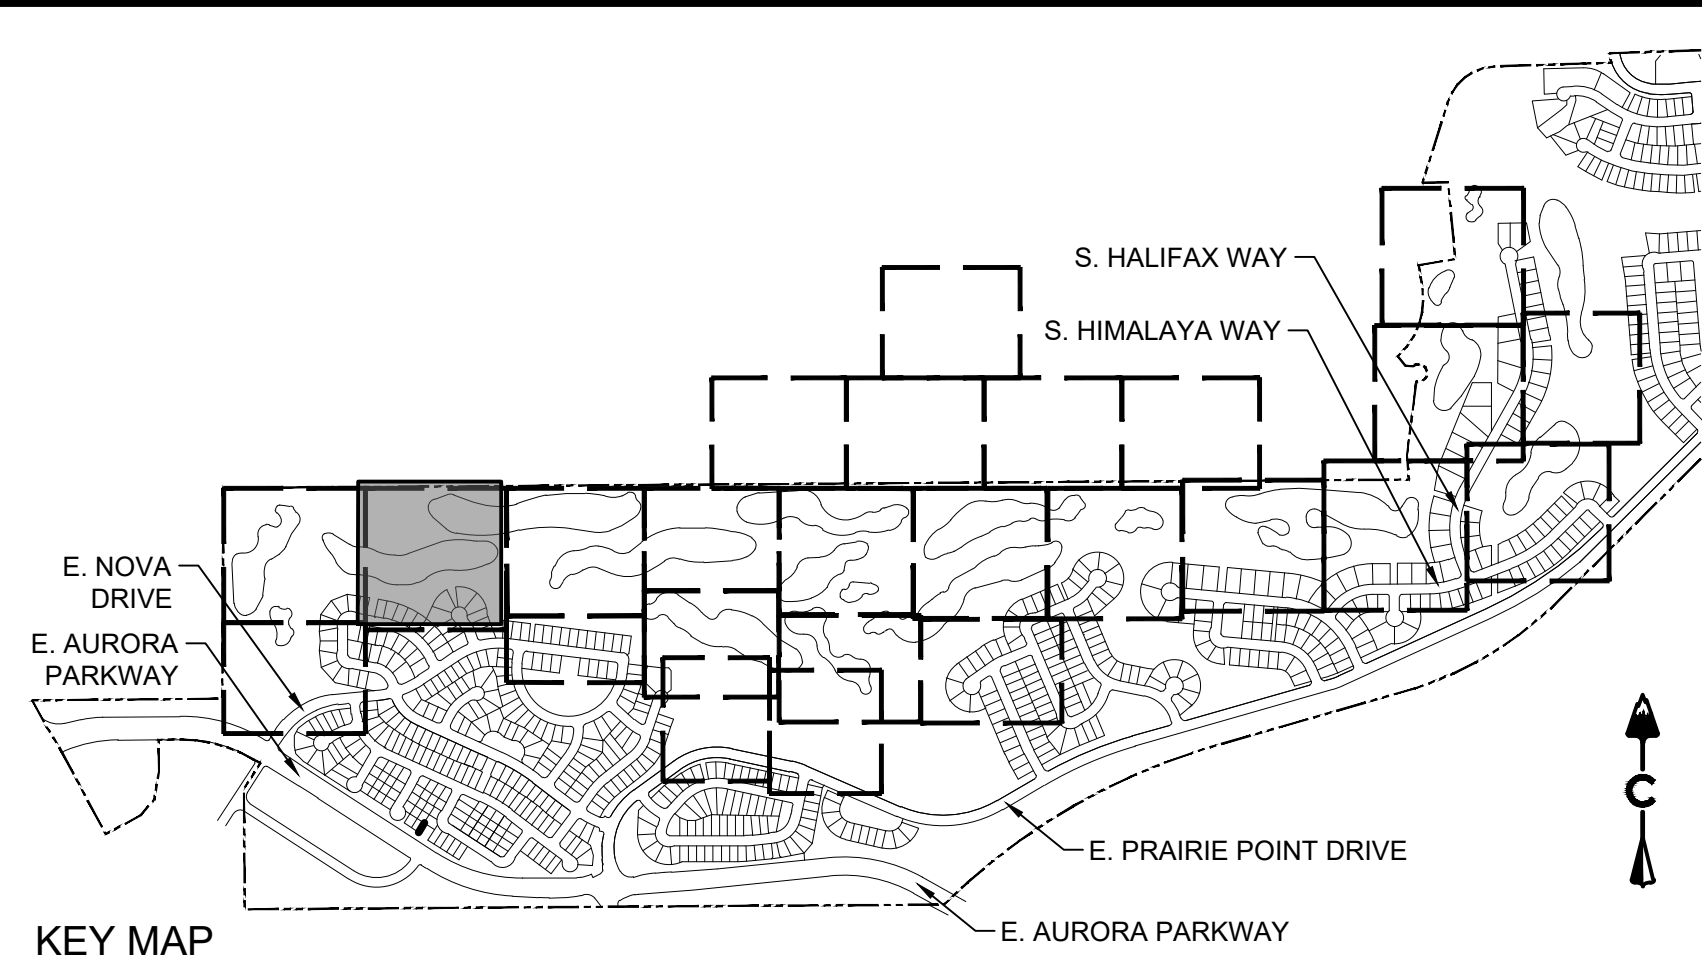 S. HALIFAX WAY
S. HIMALAYA WAY
E. NOVA
DRIVE
E. AURORA
PARKWAY
E. PRAIRIE POINT DRIVE
E. AURORA PARKWAY
KEY MAP